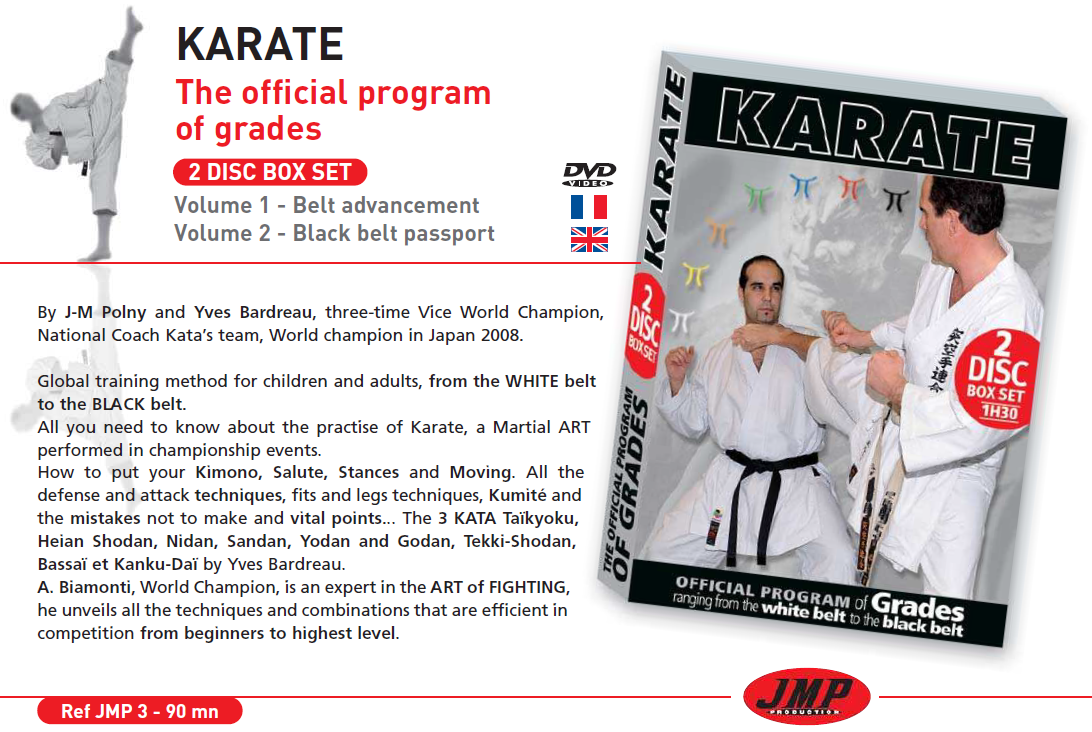 KARATE
The official program
of grades
2 DISC BOX SET
Volume 1 - Belt advancement
Volume 2 - Black belt passport
DVD
VIDEO
By J-M Polny and Yves Bardreau, three-time Vice World Champion,
National Coach Kata's team, World champion in Japan 2008.
Global training method for children and adults, from the WHITE belt
to the BLACK belt.
All you need to know about the practise of Karate, a Martial ART
performed in championship events.
How to put your Kimono, Salute, Stances and Moving. All the
defense and attack techniques, fits and legs techniques, Kumité and
the mistakes not to make and vital points... The 3 KATA Taïkyoku,
Heian Shodan, Nidan, Sandan, Yodan and Godan, Tekki-Shodan,
Bassaï et Kanku-Daï by Yves Bardreau.
A. Biamonti, World Champion, is an expert in the ART of FIGHTING,
he unveils all the techniques and combinations that are efficient in
competition from beginners to highest level.
KARATE
2
DISC
BOX SET
THE OFFICIAL PROGRAM
OF GRADES
KARATE
2
DISC
BOX SET
1H30
OFFICIAL PROGRAM of Grades
ranging from the white belt to the black belt
Ref JMP 3 - 90 mn
JMP
PRODUCTION